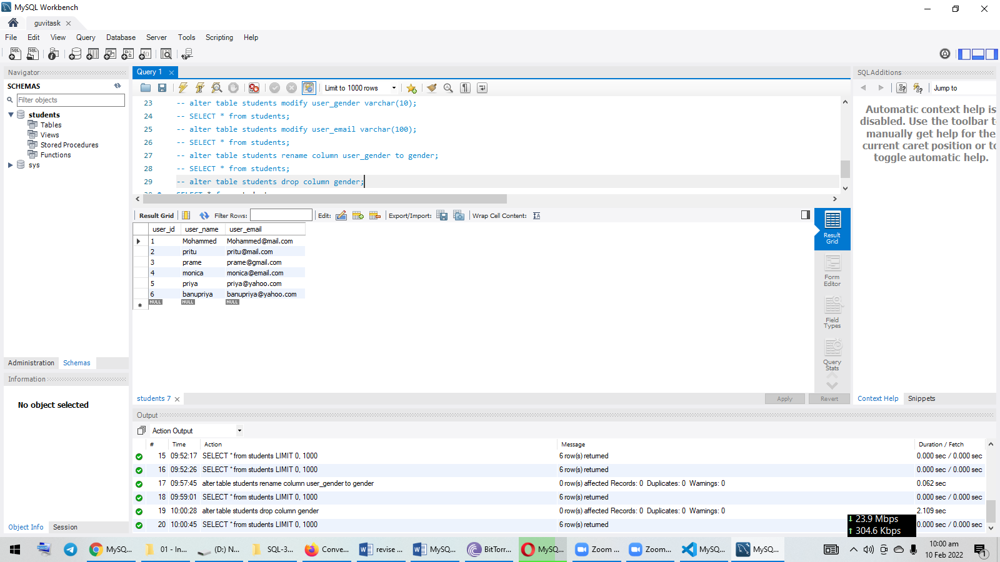 MySQL Workbench
guvitask
File Edit View Query Database Server Tools Scripting Help
Navigator
SCHEMAS
Filter objects
students
Tables
Views
Stored Procedures
Functions
sys
Administration Schemas
Information
No object selected
Object Info Session
Query 1
Limit to 1000 rows
23 -- alter table students modify user_gender varchar(10);
24 -- SELECT * from students;
25 -- alter table students modify user_email varchar(100);
26 -- SELECT * from students;
27 -- alter table students rename column user_gender to gender;
28 -- SELECT * from students;
29 -- alter table students drop column gender;
Result Grid Filter Rows: Edit: Export/Import: Wrap Cell Content:
user_id user_name user_email
1 Mohammed Mohammed@mail.com
2 pritu pritu@mail.com
3 prame prame@gmail.com
4 monica monica@email.com
5 priya priya@yahoo.com
6 banupriya banupriya@yahoo.com
NULL NULL NULL
Result
Grid
Form
Editor
Field
Types
Query
Stats
students 7
Apply Revert
SQLAdditions
Jump to
Automatic context help is
disabled. Use the toolbar
manually get help for the
current caret position or
toggle automatic help.
Context Help Snippets
Output
Action Output
# Time Action Message Duration / Fetch
15 09:52:17 SELECT * from students LIMIT 0, 1000 6 row(s) returned 0.000 sec / 0.000 sec
16 09:52:26 SELECT * from students LIMIT 0, 1000 6 row(s) returned 0.000 sec / 0.000 sec
17 09:57:45 alter table students rename column user_gender to gender 0 row(s) affected Records: 0 Duplicates: 0 Warnings: 0 0.062 sec
18 09:59:01 SELECT * from students LIMIT 0, 1000 6 row(s) returned 0.000 sec / 0.000 sec
19 10:00:28 alter table students drop column gender 0 row(s) affected Records: 0 Duplicates: 0 Warnings: 0 2.109 sec
20 10:00:45 SELECT * from students LIMIT 0, 1000 6 row(s) returned 0.000 sec / 0.000 sec
↓ 23.9 Mbps
↑ 304.6 Kbps
MySQ... 01 - In... (D:) N... SQL-3... Conve... revise ... MySQ... BitTorr... MySQ... Zoom ... Zoom... MySQ... MySQ...
10:00 am
10 Feb 2022
1